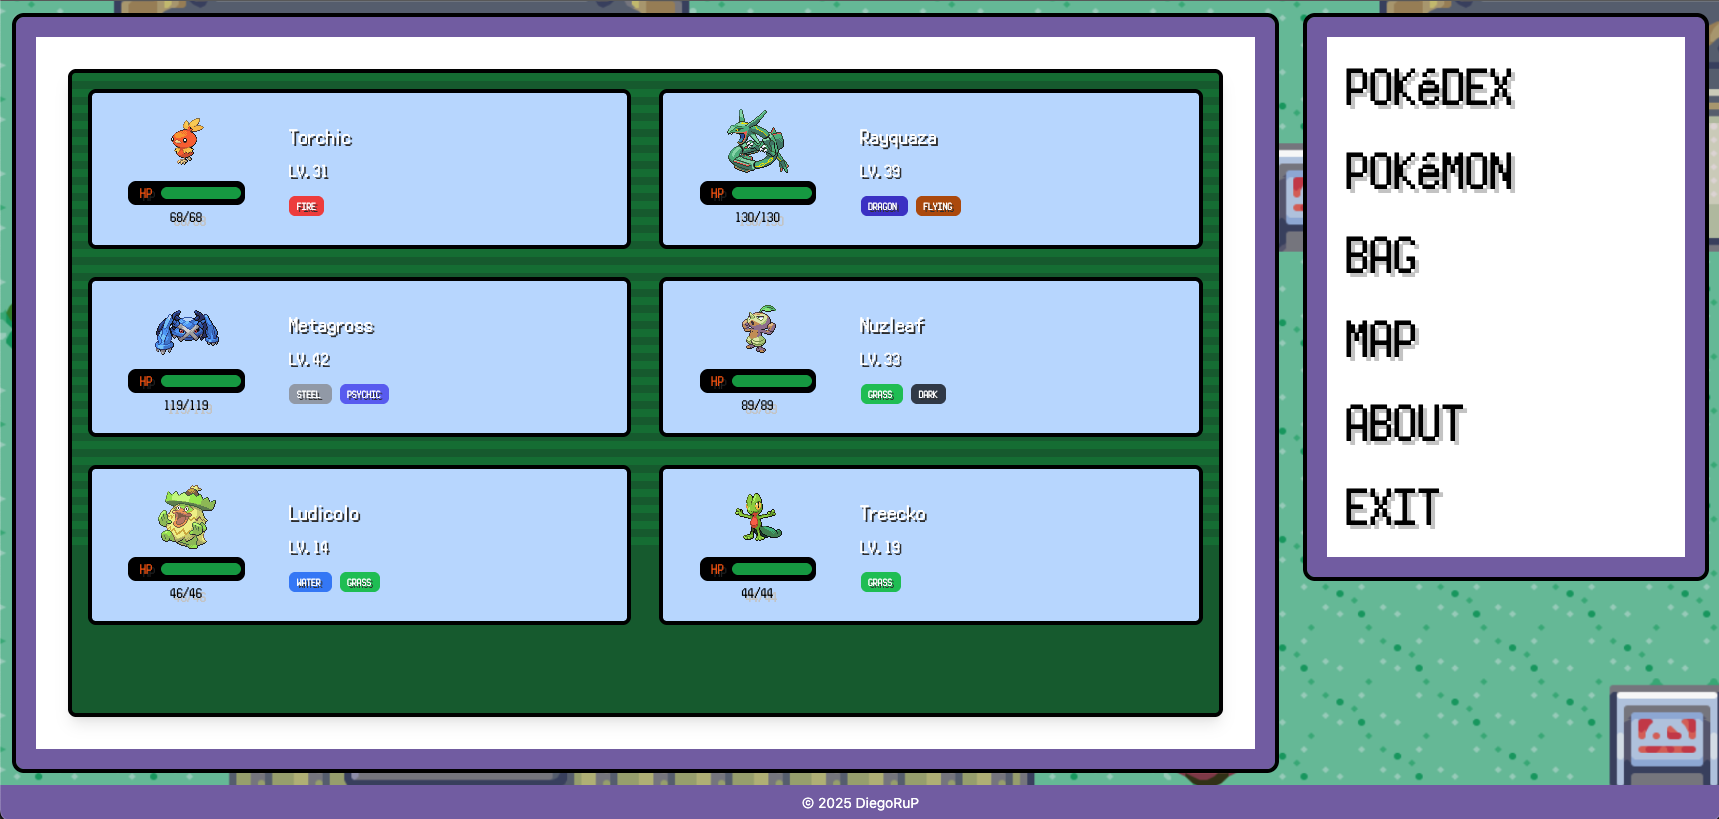 Torchic
LV.31
HP
FIRE
68/68
Rayquaza
LV.39
HP
DRAGON FLYING
130/130
Metagross
LV.42
HP
STEEL PSYCHIC
119/119
Nuzleaf
LV.33
HP
GRASS DARK
89/89
Ludicolo
LV.14
HP
WATER GRASS
46/46
Treecko
LV.19
HP
GRASS
44/44
POKéDEX
POKéMON
BAG
MAP
ABOUT
EXIT
© 2025 DiegoRuP